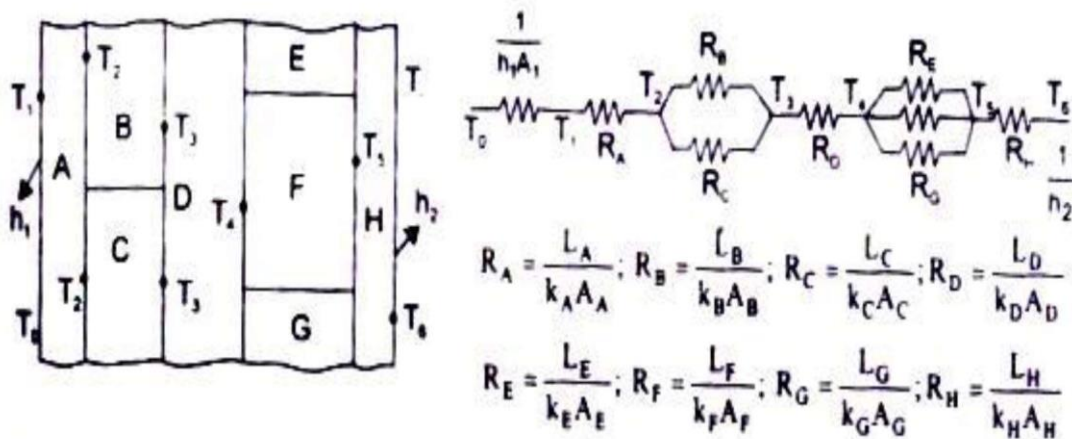 E
T₂
T
T₁
B
T₃
A
T₅
F
D
T₄
h₁
H
h₂
C
T₂
T₃
T₆
G
1
h₁A₁
R_B
R_E
T₂
T₃
T₄
T₅
T₆
T₀
T₁
R_A
R_D
R_C
R_G
1
h₂
R_A = L_A / k_A A_A ; R_B = L_B / k_B A_B ; R_C = L_C / k_C A_C ; R_D = L_D / k_D A_D
R_E = L_E / k_E A_E ; R_F = L_F / k_F A_F ; R_G = L_G / k_G A_G ; R_H = L_H / k_H A_H